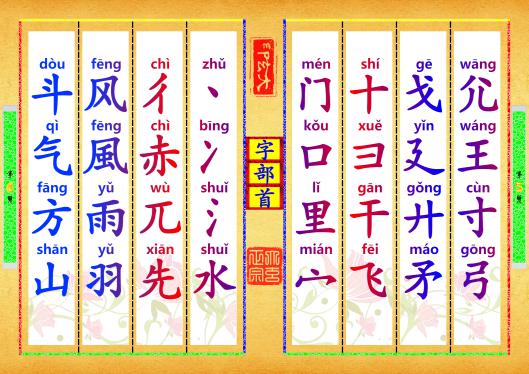 dòu fēng chì zhǔ
斗 风 彳 丶
qì fēng chì bīng
气 風 赤 冫
fāng yǔ wù shuǐ
方 雨 兀 氵
shān yǔ xiān shuǐ
山 羽 先 水
字
部
首
mén shí gē wāng
门 十 戈 尣
kǒu xuě yǐn wáng
口 彐 廴 王
lǐ gān gǒng cùn
里 干 廾 寸
mián fēi máo gōng
宀 飞 矛 弓